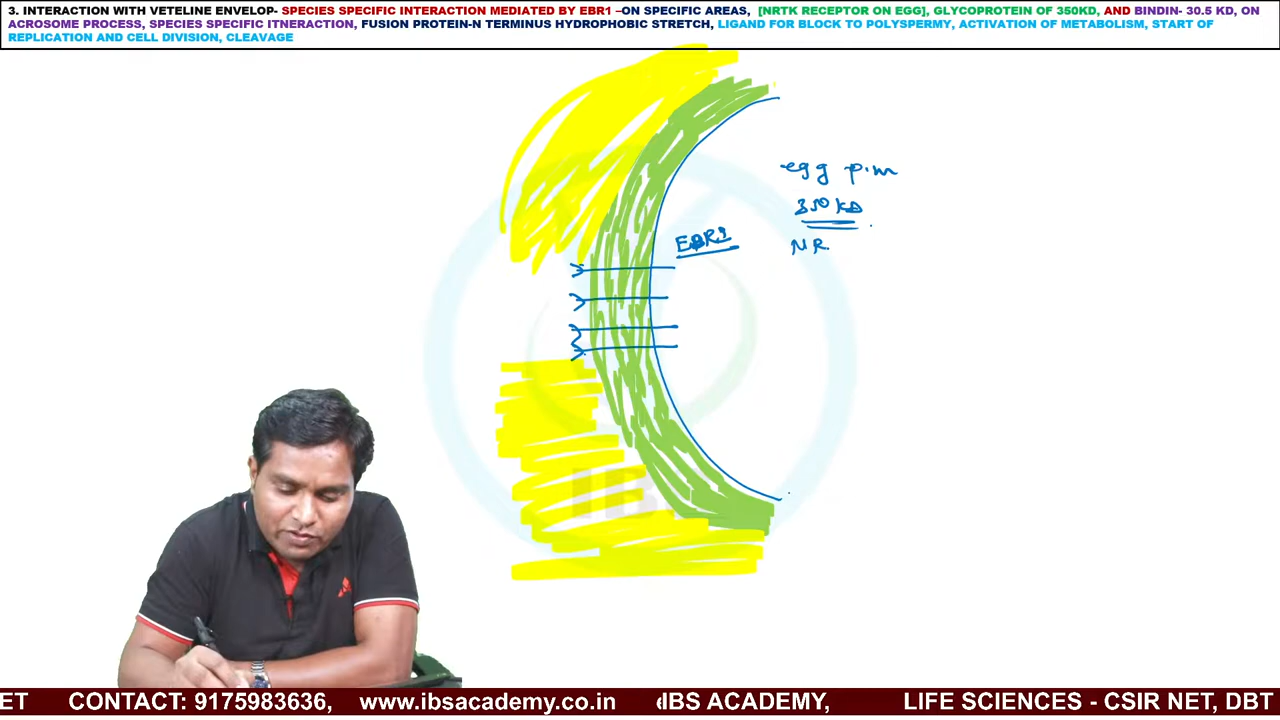 3. INTERACTION WITH VETELINE ENVELOP- SPECIES SPECIFIC INTERACTION MEDIATED BY EBR1 –ON SPECIFIC AREAS, [NRTK RECEPTOR ON EGG], GLYCOPROTEIN OF 350KD, AND BINDIN- 30.5 KD, ON
ACROSOME PROCESS, SPECIES SPECIFIC ITNERACTION, FUSION PROTEIN-N TERMINUS HYDROPHOBIC STRETCH, LIGAND FOR BLOCK TO POLYSPERMY, ACTIVATION OF METABOLISM, START OF
REPLICATION AND CELL DIVISION, CLEAVAGE
egg p.m
350 KD
EBR1
NR
IBS
ET CONTACT: 9175983636, www.ibsacademy.co.in IBS ACADEMY, LIFE SCIENCES - CSIR NET, DBT